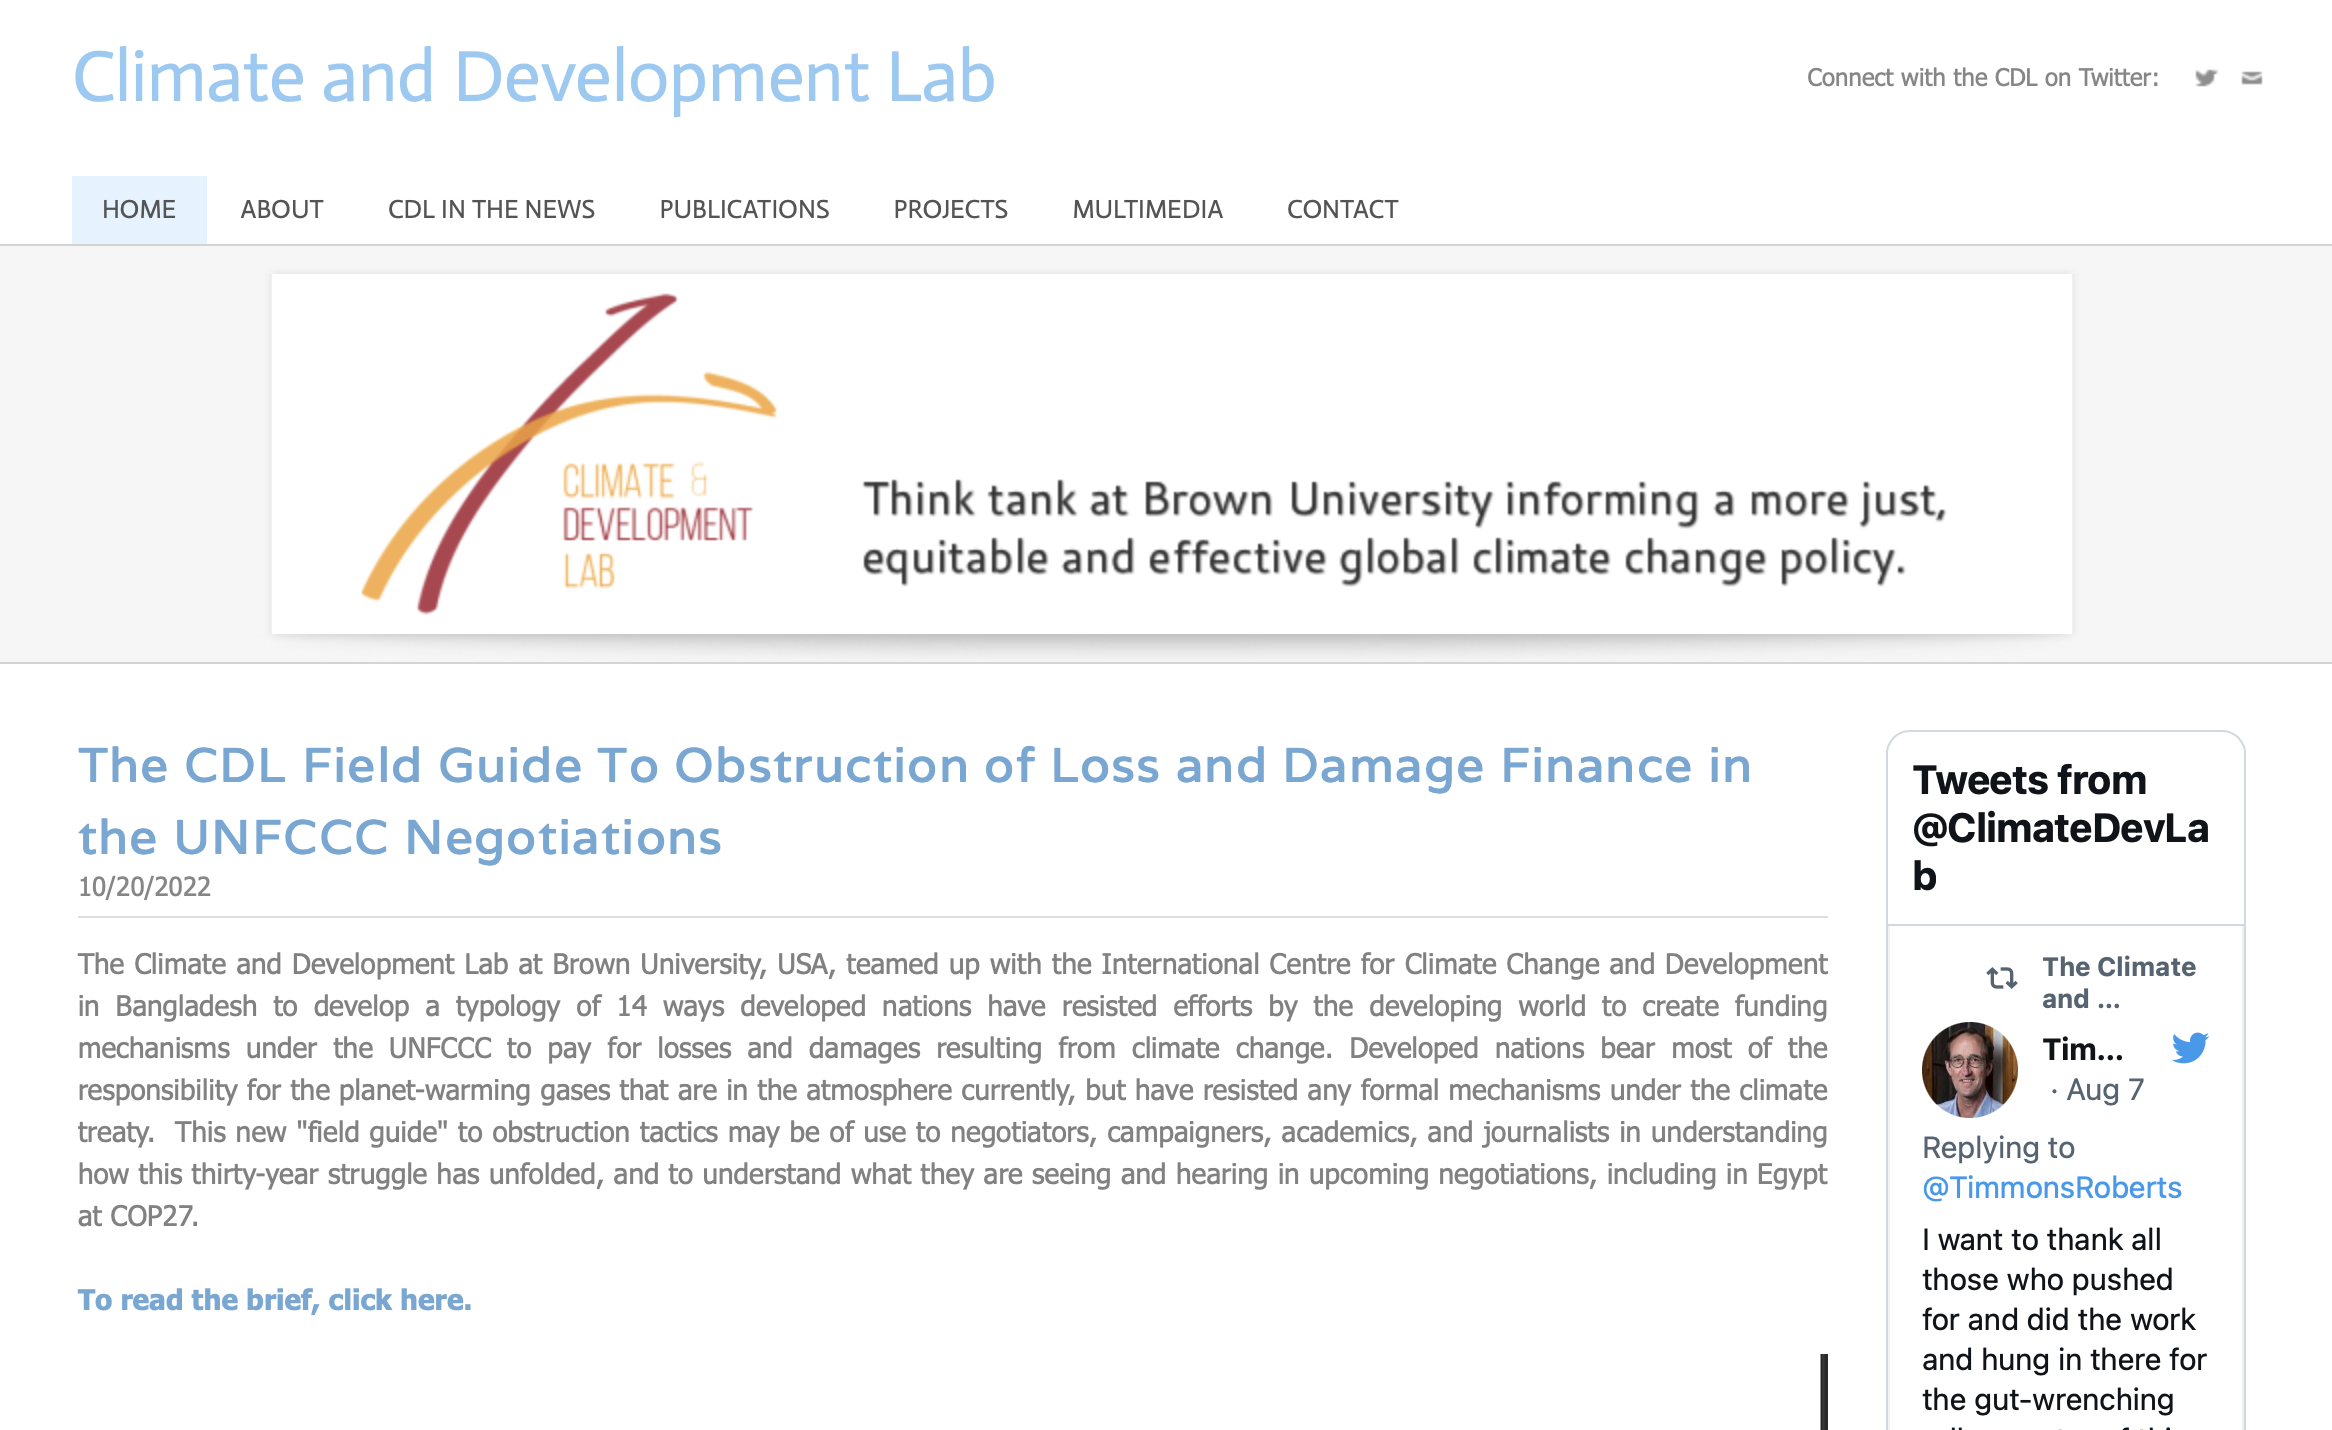 Climate and Development Lab
Connect with the CDL on Twitter:
HOME ABOUT CDL IN THE NEWS PUBLICATIONS PROJECTS MULTIMEDIA CONTACT
CLIMATE &
DEVELOPMENT
LAB
Think tank at Brown University informing a more just,
equitable and effective global climate change policy.
The CDL Field Guide To Obstruction of Loss and Damage Finance in
the UNFCCC Negotiations
10/20/2022
The Climate and Development Lab at Brown University, USA, teamed up with the International Centre for Climate Change and Development
in Bangladesh to develop a typology of 14 ways developed nations have resisted efforts by the developing world to create funding
mechanisms under the UNFCCC to pay for losses and damages resulting from climate change. Developed nations bear most of the
responsibility for the planet-warming gases that are in the atmosphere currently, but have resisted any formal mechanisms under the climate
treaty.  This new "field guide" to obstruction tactics may be of use to negotiators, campaigners, academics, and journalists in understanding
how this thirty-year struggle has unfolded, and to understand what they are seeing and hearing in upcoming negotiations, including in Egypt
at COP27.
To read the brief, click here.
Tweets from
@ClimateDevLa
b
The Climate
and ...
Tim...
· Aug 7
Replying to
@TimmonsRoberts
I want to thank all
those who pushed
for and did the work
and hung in there for
the gut-wrenching